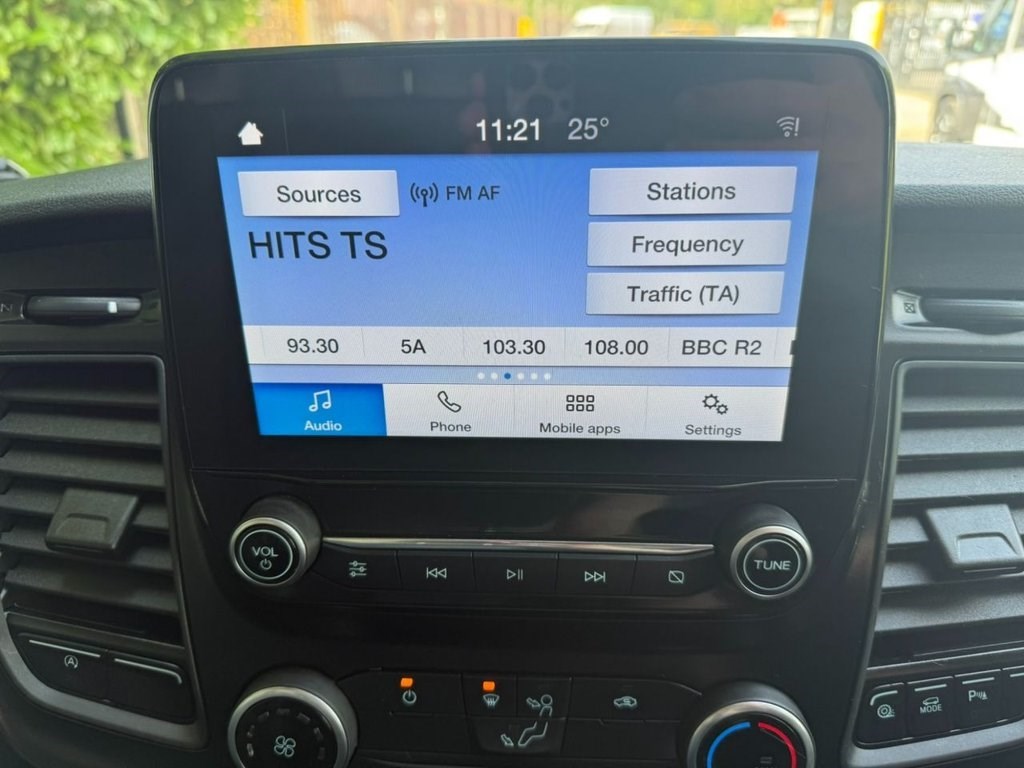 11:21 25°
Sources
FM AF
Stations
HITS TS
Frequency
Traffic (TA)
93.30 5A 103.30 108.00 BBC R2
Audio
Phone
Mobile apps
Settings
VOL
TUNE
A
MODE
P